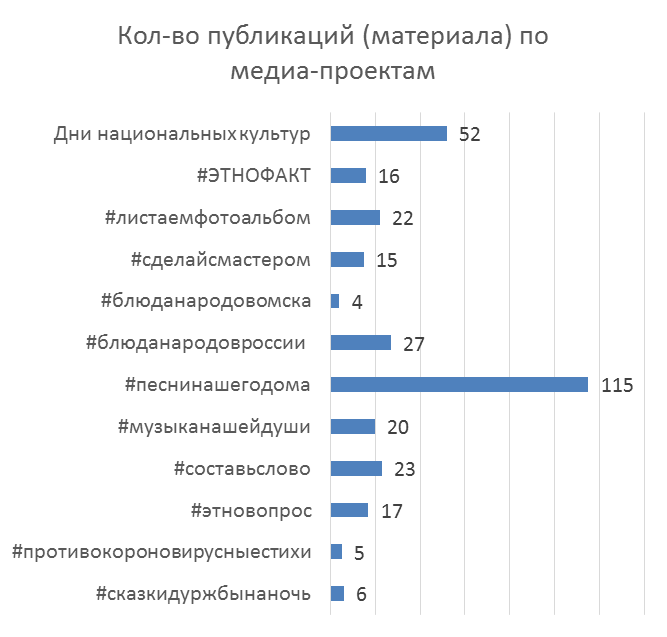 Кол-во публикаций (материала) по
медиа-проектам
Дни национальных культур 52
#ЭТНОФАКТ 16
#листаемфотоальбом 22
#сделайсмастером 15
#блюданародовомска 4
#блюданародовроссии 27
#песнинашегодома 115
#музыканашейдуши 20
#составьслово 23
#этновопрос 17
#противокороновирусныестихи 5
#сказкидуржбынаночь 6